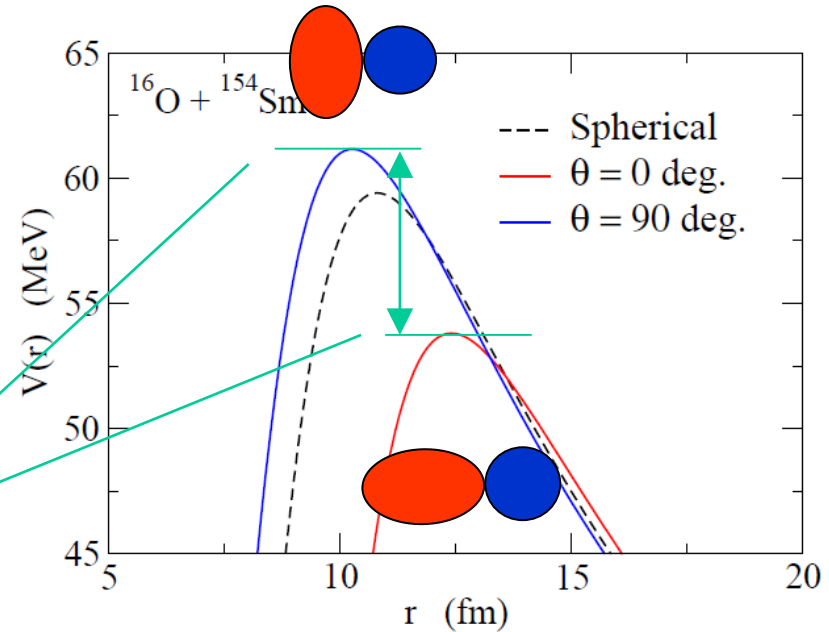 65
¹⁶O + ¹⁵⁴Sm
Spherical
θ = 0 deg.
θ = 90 deg.
60
55
50
45
V(r) (MeV)
5 10 15 20
r (fm)